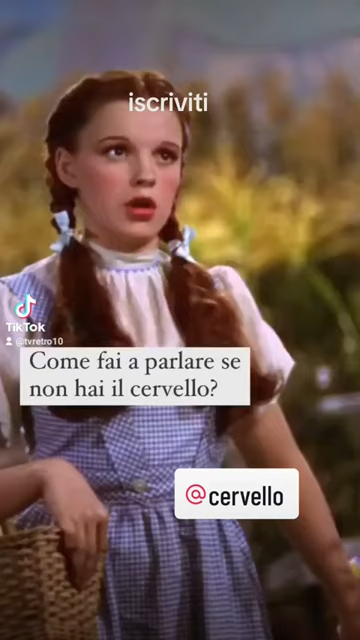 iscriviti
TikTok
@tvretro10
Come fai a parlare se
non hai il cervello?
@cervello